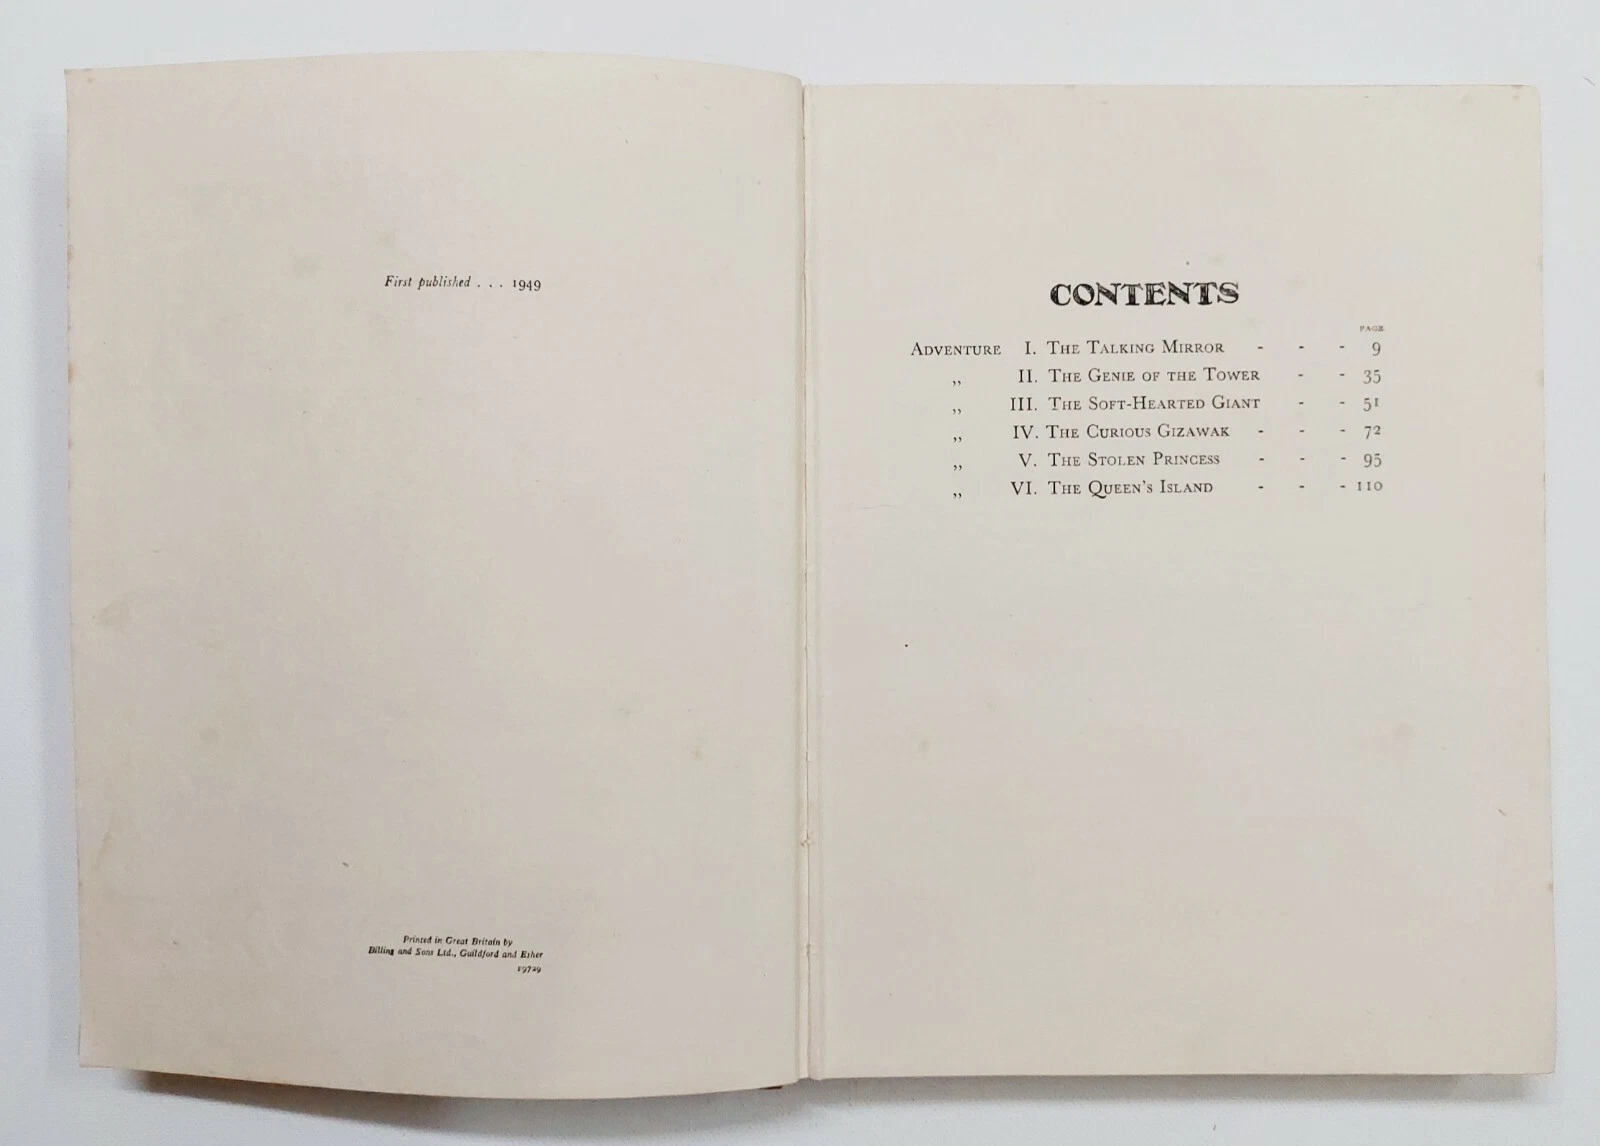 First published . . . 1949
Printed in Great Britain by
Billing and Sons Ltd., Guildford and Esher
19729
CONTENTS
PAGE
ADVENTURE I. THE TALKING MIRROR - - - 9
,, II. THE GENIE OF THE TOWER - - 35
,, III. THE SOFT-HEARTED GIANT - - 51
,, IV. THE CURIOUS GIZAWAK - - - 72
,, V. THE STOLEN PRINCESS - - - 95
,, VI. THE QUEEN'S ISLAND - - - 110